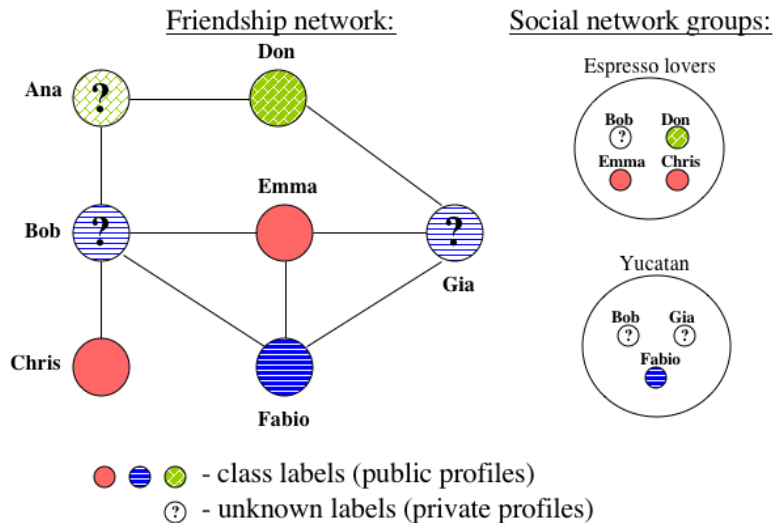 Friendship network:
Social network groups:
Don
Ana
?
Espresso lovers
Bob
Don
?
Emma
Chris
Emma
Bob
?
?
Gia
Yucatan
Bob
Gia
?
?
Fabio
Chris
Fabio
- class labels (public profiles)
? - unknown labels (private profiles)